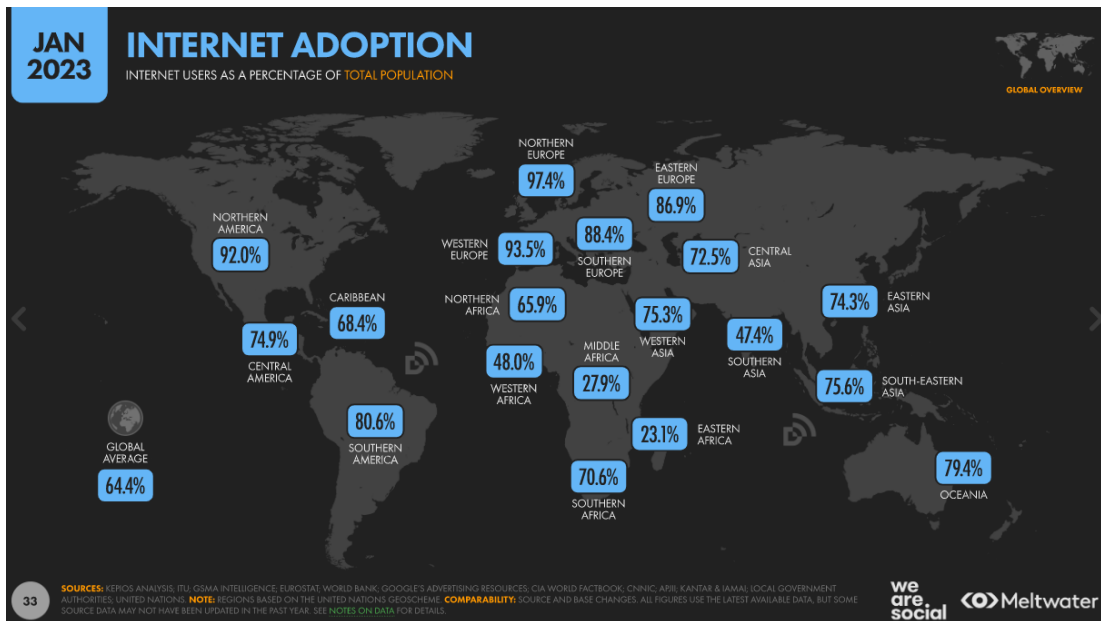 JAN
2023
INTERNET ADOPTION
INTERNET USERS AS A PERCENTAGE OF TOTAL POPULATION
GLOBAL OVERVIEW
NORTHERN
EUROPE
97.4%
EASTERN
EUROPE
86.9%
NORTHERN
AMERICA
92.0%
WESTERN
EUROPE
93.5%
88.4%
SOUTHERN
EUROPE
72.5%
CENTRAL
ASIA
CARIBBEAN
68.4%
NORTHERN
AFRICA
65.9%
75.3%
WESTERN
ASIA
74.3%
EASTERN
ASIA
74.9%
CENTRAL
AMERICA
48.0%
WESTERN
AFRICA
MIDDLE
AFRICA
27.9%
47.4%
SOUTHERN
ASIA
75.6%
SOUTH-EASTERN
ASIA
80.6%
SOUTHERN
AMERICA
23.1%
EASTERN
AFRICA
GLOBAL
AVERAGE
64.4%
70.6%
SOUTHERN
AFRICA
79.4%
OCEANIA
33
SOURCES: KEPIOS ANALYSIS; ITU; GSMA INTELLIGENCE; EUROSTAT; WORLD BANK; GOOGLE'S ADVERTISING RESOURCES; CIA WORLD FACTBOOK; CNNIC; APJII; KANTAR & IAMAI; LOCAL GOVERNMENT
AUTHORITIES; UNITED NATIONS. NOTE: REGIONS BASED ON THE UNITED NATIONS GEOSCHEME. COMPARABILITY: SOURCE AND BASE CHANGES. ALL FIGURES USE THE LATEST AVAILABLE DATA, BUT SOME
SOURCE DATA MAY NOT HAVE BEEN UPDATED IN THE PAST YEAR. SEE NOTES ON DATA FOR DETAILS.
we
are
social
Meltwater